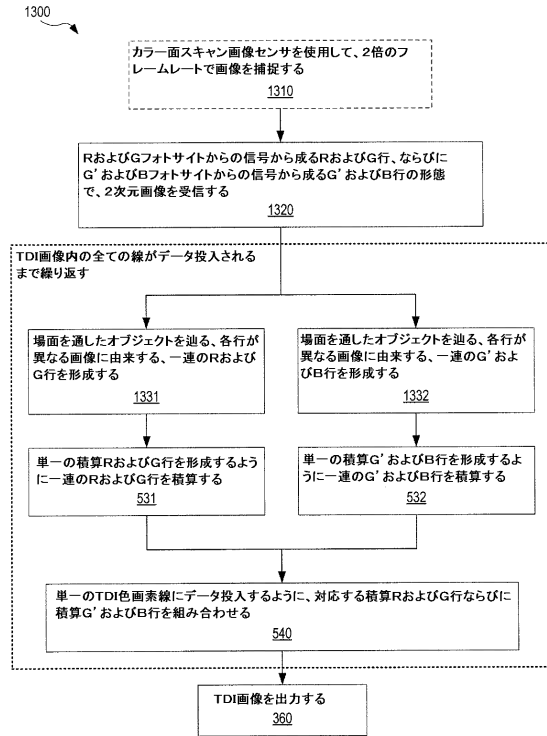 1300
カラー面スキャン画像センサを使用して、2倍のﾌ
レームレートで画像を捕捉する
1310
RおよびGフォトサイトからの信号から成るRおよびG行、ならびに
G’およびBフォトサイトからの信号から成るG’およびB行の形態
で、2次元画像を受信する
1320
TDI画像内の全ての線がデータ投入される
まで繰り返す
場面を通したオブジェクトを辿る、各行が
異なる画像に由来する、一連のRおよび
G行を形成する
1331
場面を通したオブジェクトを辿る、各行が
異なる画像に由来する、一連のG’およ
びB行を形成する
1332
単一の積算RおよびG行を形成するよう
に一連のRおよびG行を積算する
531
単一の積算G’およびB行を形成するよ
うに一連のG’およびB行を積算する
532
単一のTDI色画素線にデータ投入するように、対応する積算RおよびG行ならびに
積算G’およびB行を組み合わせる
540
TDI画像を出力する
360